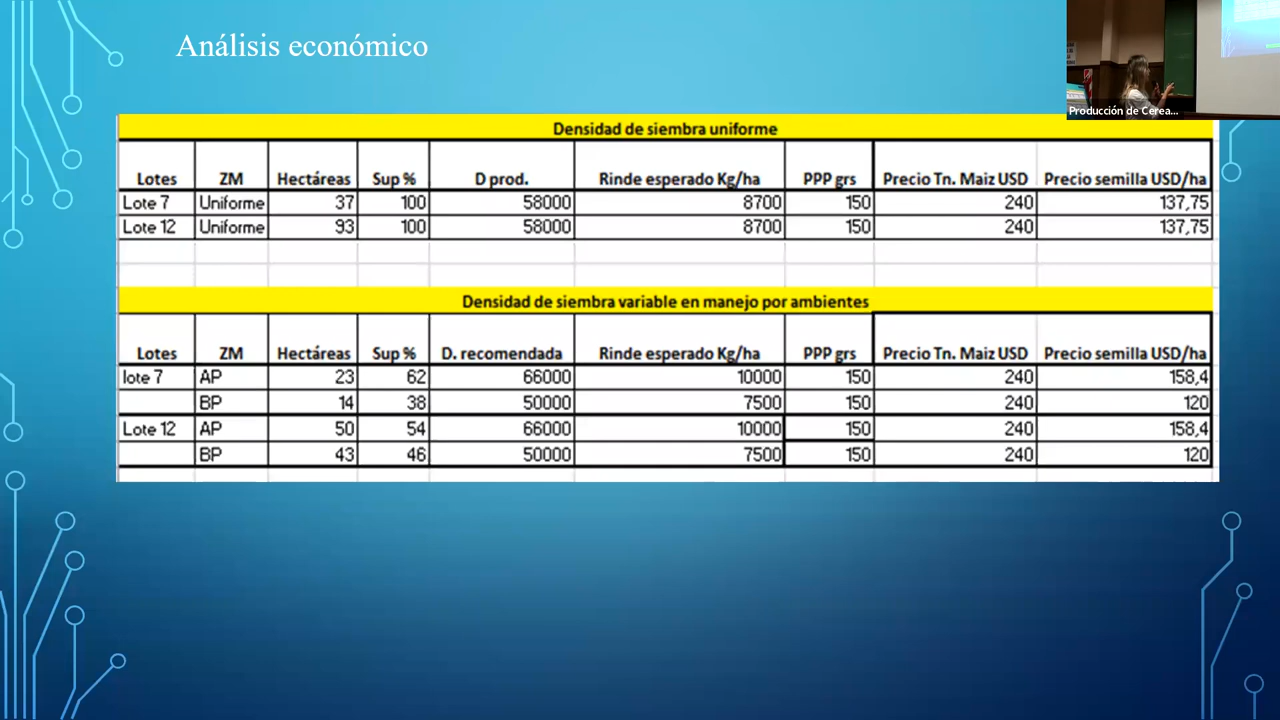 Análisis económico
Producción de Cerea...
Densidad de siembra uniforme
Lotes ZM Hectáreas Sup % D prod. Rinde esperado Kg/ha PPP grs Precio Tn. Maiz USD Precio semilla USD/ha
Lote 7 Uniforme 37 100 58000 8700 150 240 137,75
Lote 12 Uniforme 93 100 58000 8700 150 240 137,75
Densidad de siembra variable en manejo por ambientes
Lotes ZM Hectáreas Sup % D. recomendada Rinde esperado Kg/ha PPP grs Precio Tn. Maiz USD Precio semilla USD/ha
lote 7 AP 23 62 66000 10000 150 240 158,4
BP 14 38 50000 7500 150 240 120
Lote 12 AP 50 54 66000 10000 150 240 158,4
BP 43 46 50000 7500 150 240 120